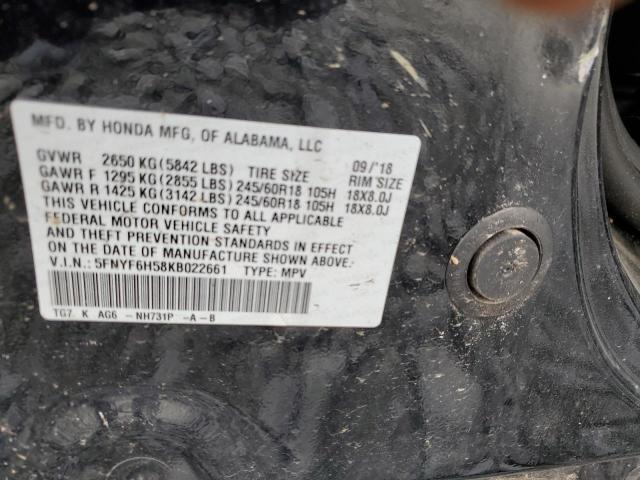 MFD. BY HONDA MFG, OF ALABAMA, LLC
GVWR 2650 KG(5842 LBS) TIRE SIZE 09/'18 RIM SIZE
GAWR F 1295 KG(2855 LBS) 245/60R18 105H 18X8.0J
GAWR R 1425 KG(3142 LBS) 245/60R18 105H 18X8.0J
THIS VEHICLE CONFORMS TO ALL APPLICABLE
FEDERAL MOTOR VEHICLE SAFETY
AND THEFT PREVENTION STANDARDS IN EFFECT
ON THE DATE OF MANUFACTURE SHOWN ABOVE.
V.I.N.: 5FNYF6H58KB022661 TYPE: MPV
TG7. K AG6 -NH731P -A-B